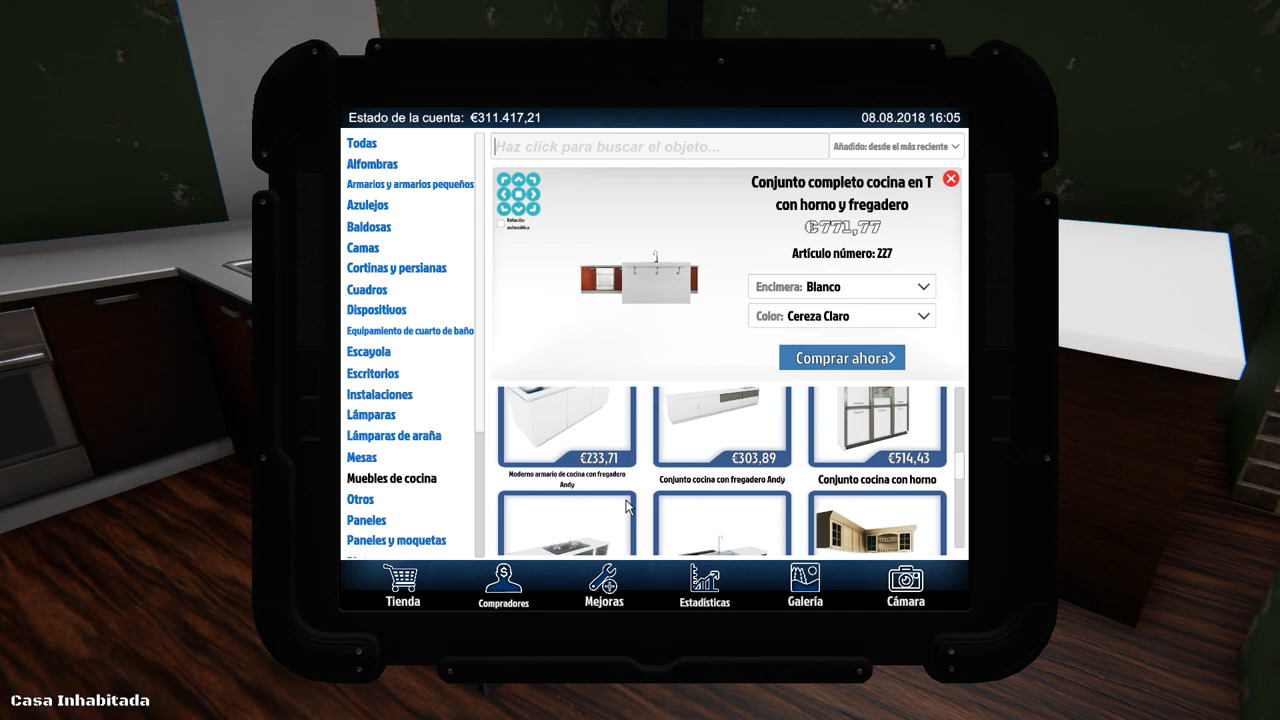 Estado de la cuenta: €311.417,21
08.08.2018 16:05
Todas
Alfombras
Armarios y armarios pequeños
Azulejos
Baldosas
Camas
Cortinas y persianas
Cuadros
Dispositivos
Equipamiento de cuarto de baño
Escayola
Escritorios
Instalaciones
Lámparas
Lámparas de araña
Mesas
Muebles de cocina
Otros
Paneles
Paneles y moquetas
Haz click para buscar el objeto...
Añadido: desde el más reciente
Rotación
automática
Conjunto completo cocina en T
con horno y fregadero
€771,77
Artículo número: 227
Encimera: Blanco
Color: Cereza Claro
Comprar ahora>
€233,71
€303,89
€514,43
Moderno armario de cocina con fregadero
Andy
Conjunto cocina con fregadero Andy
Conjunto cocina con horno
Tienda
Compradores
Mejoras
Estadísticas
Galería
Cámara
Casa Inhabitada